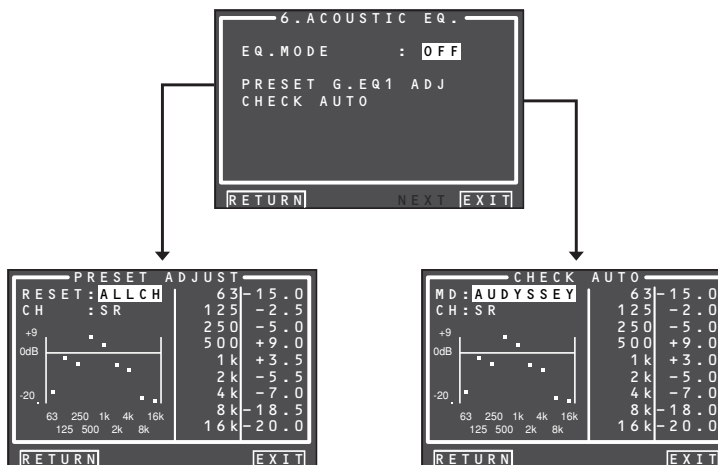 6.ACOUSTIC EQ.
EQ.MODE : OFF
PRESET G.EQ1 ADJ
CHECK AUTO
RETURN NEXT EXIT
PRESET ADJUST
RESET:ALLCH
CH :SR
+9
0dB
-20
63 250 1k 4k 16k
125 500 2k 8k
63 -15.0
125 -2.5
250 -5.0
500 +9.0
1k +3.5
2k -5.5
4k -7.0
8k -18.5
16k -20.0
RETURN EXIT
CHECK AUTO
MD:AUDYSSEY
CH:SR
+9
0dB
-20
63 250 1k 4k 16k
125 500 2k 8k
63 -15.0
125 -2.0
250 -5.0
500 +9.0
1k +3.0
2k -5.0
4k -7.0
8k -18.0
16k -20.0
RETURN EXIT